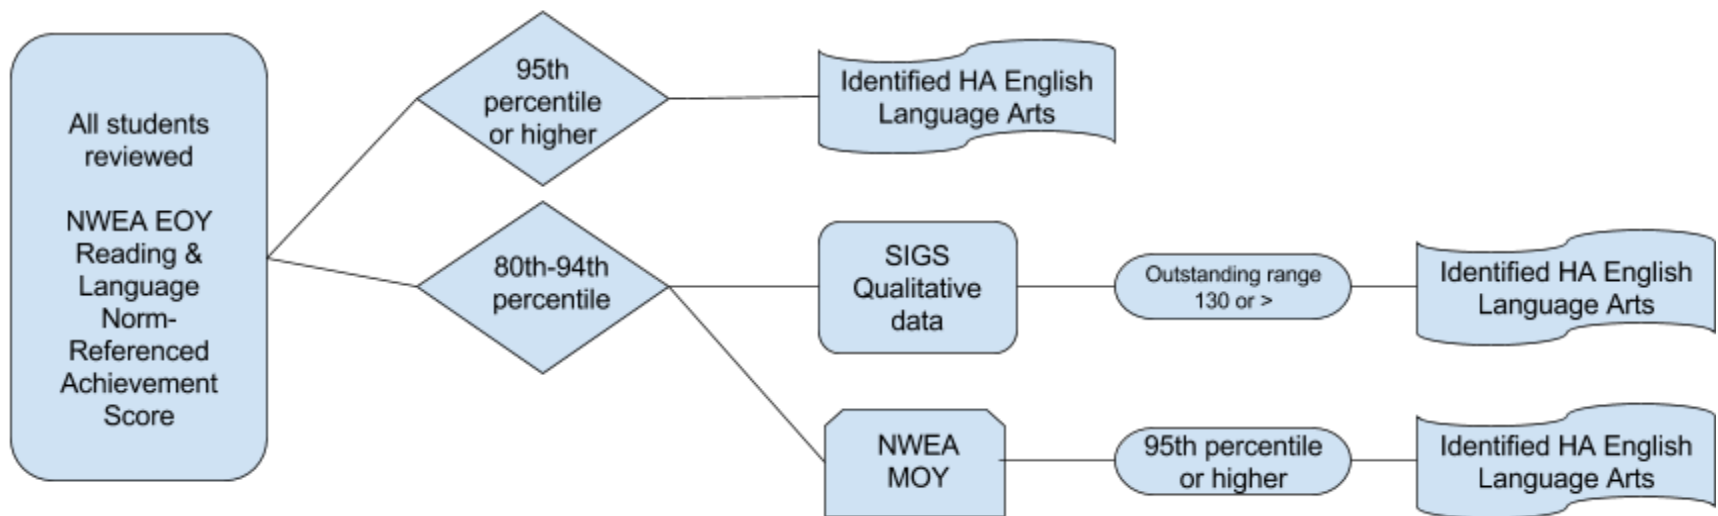 All students
reviewed
NWEA EOY
Reading &
Language
Norm-
Referenced
Achievement
Score
95th
percentile
or higher
Identified HA English
Language Arts
80th-94th
percentile
SIGS
Qualitative
data
Outstanding range
130 or >
Identified HA English
Language Arts
NWEA
MOY
95th percentile
or higher
Identified HA English
Language Arts